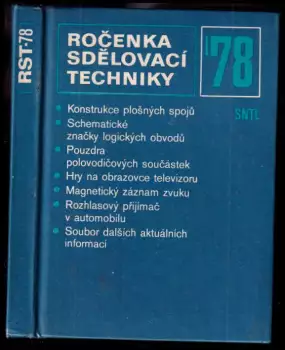 RST-78
ROČENKA
SDĚLOVACÍ
TECHNIKY
78
SNTL
Konstrukce plošných spojů
Schematické
značky logických obvodů
Pouzdra
polovodičových součástek
Hry na obrazovce televizoru
Magnetický záznam zvuku
Rozhlasový přijímač
v automobilu
Soubor dalších aktuálních
informací